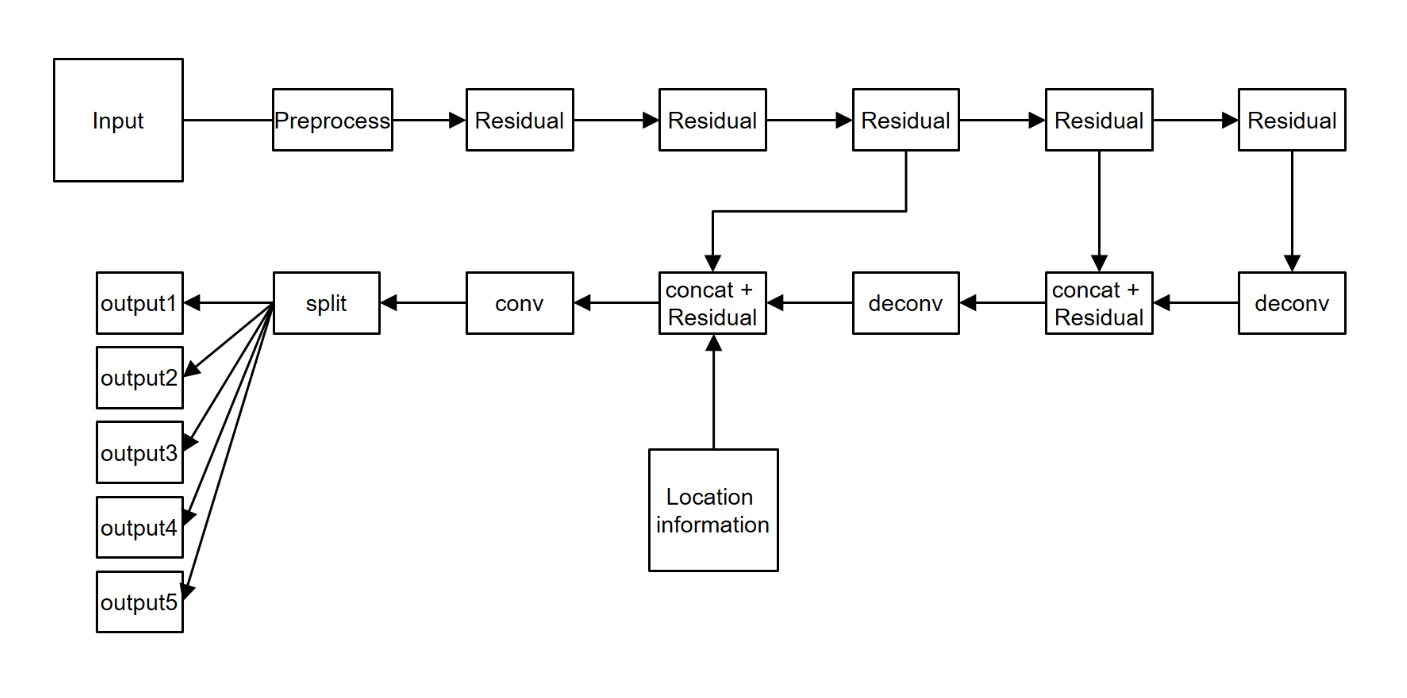 Input
Preprocess
Residual
Residual
Residual
Residual
Residual
output1
split
conv
concat +
Residual
deconv
concat +
Residual
deconv
output2
output3
output4
output5
Location
information